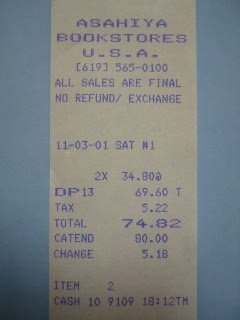 ASAHIYA
BOOKSTORES
U.S.A.
[619] 565-0100
ALL SALES ARE FINAL
NO REFUND/ EXCHANGE
11-03-01 SAT #1
2X 34.80@
DP13 69.60 T
TAX 5.22
TOTAL 74.82
CATEND 80.00
CHANGE 5.18
ITEM 2
CASH 10 9109 18:12TM